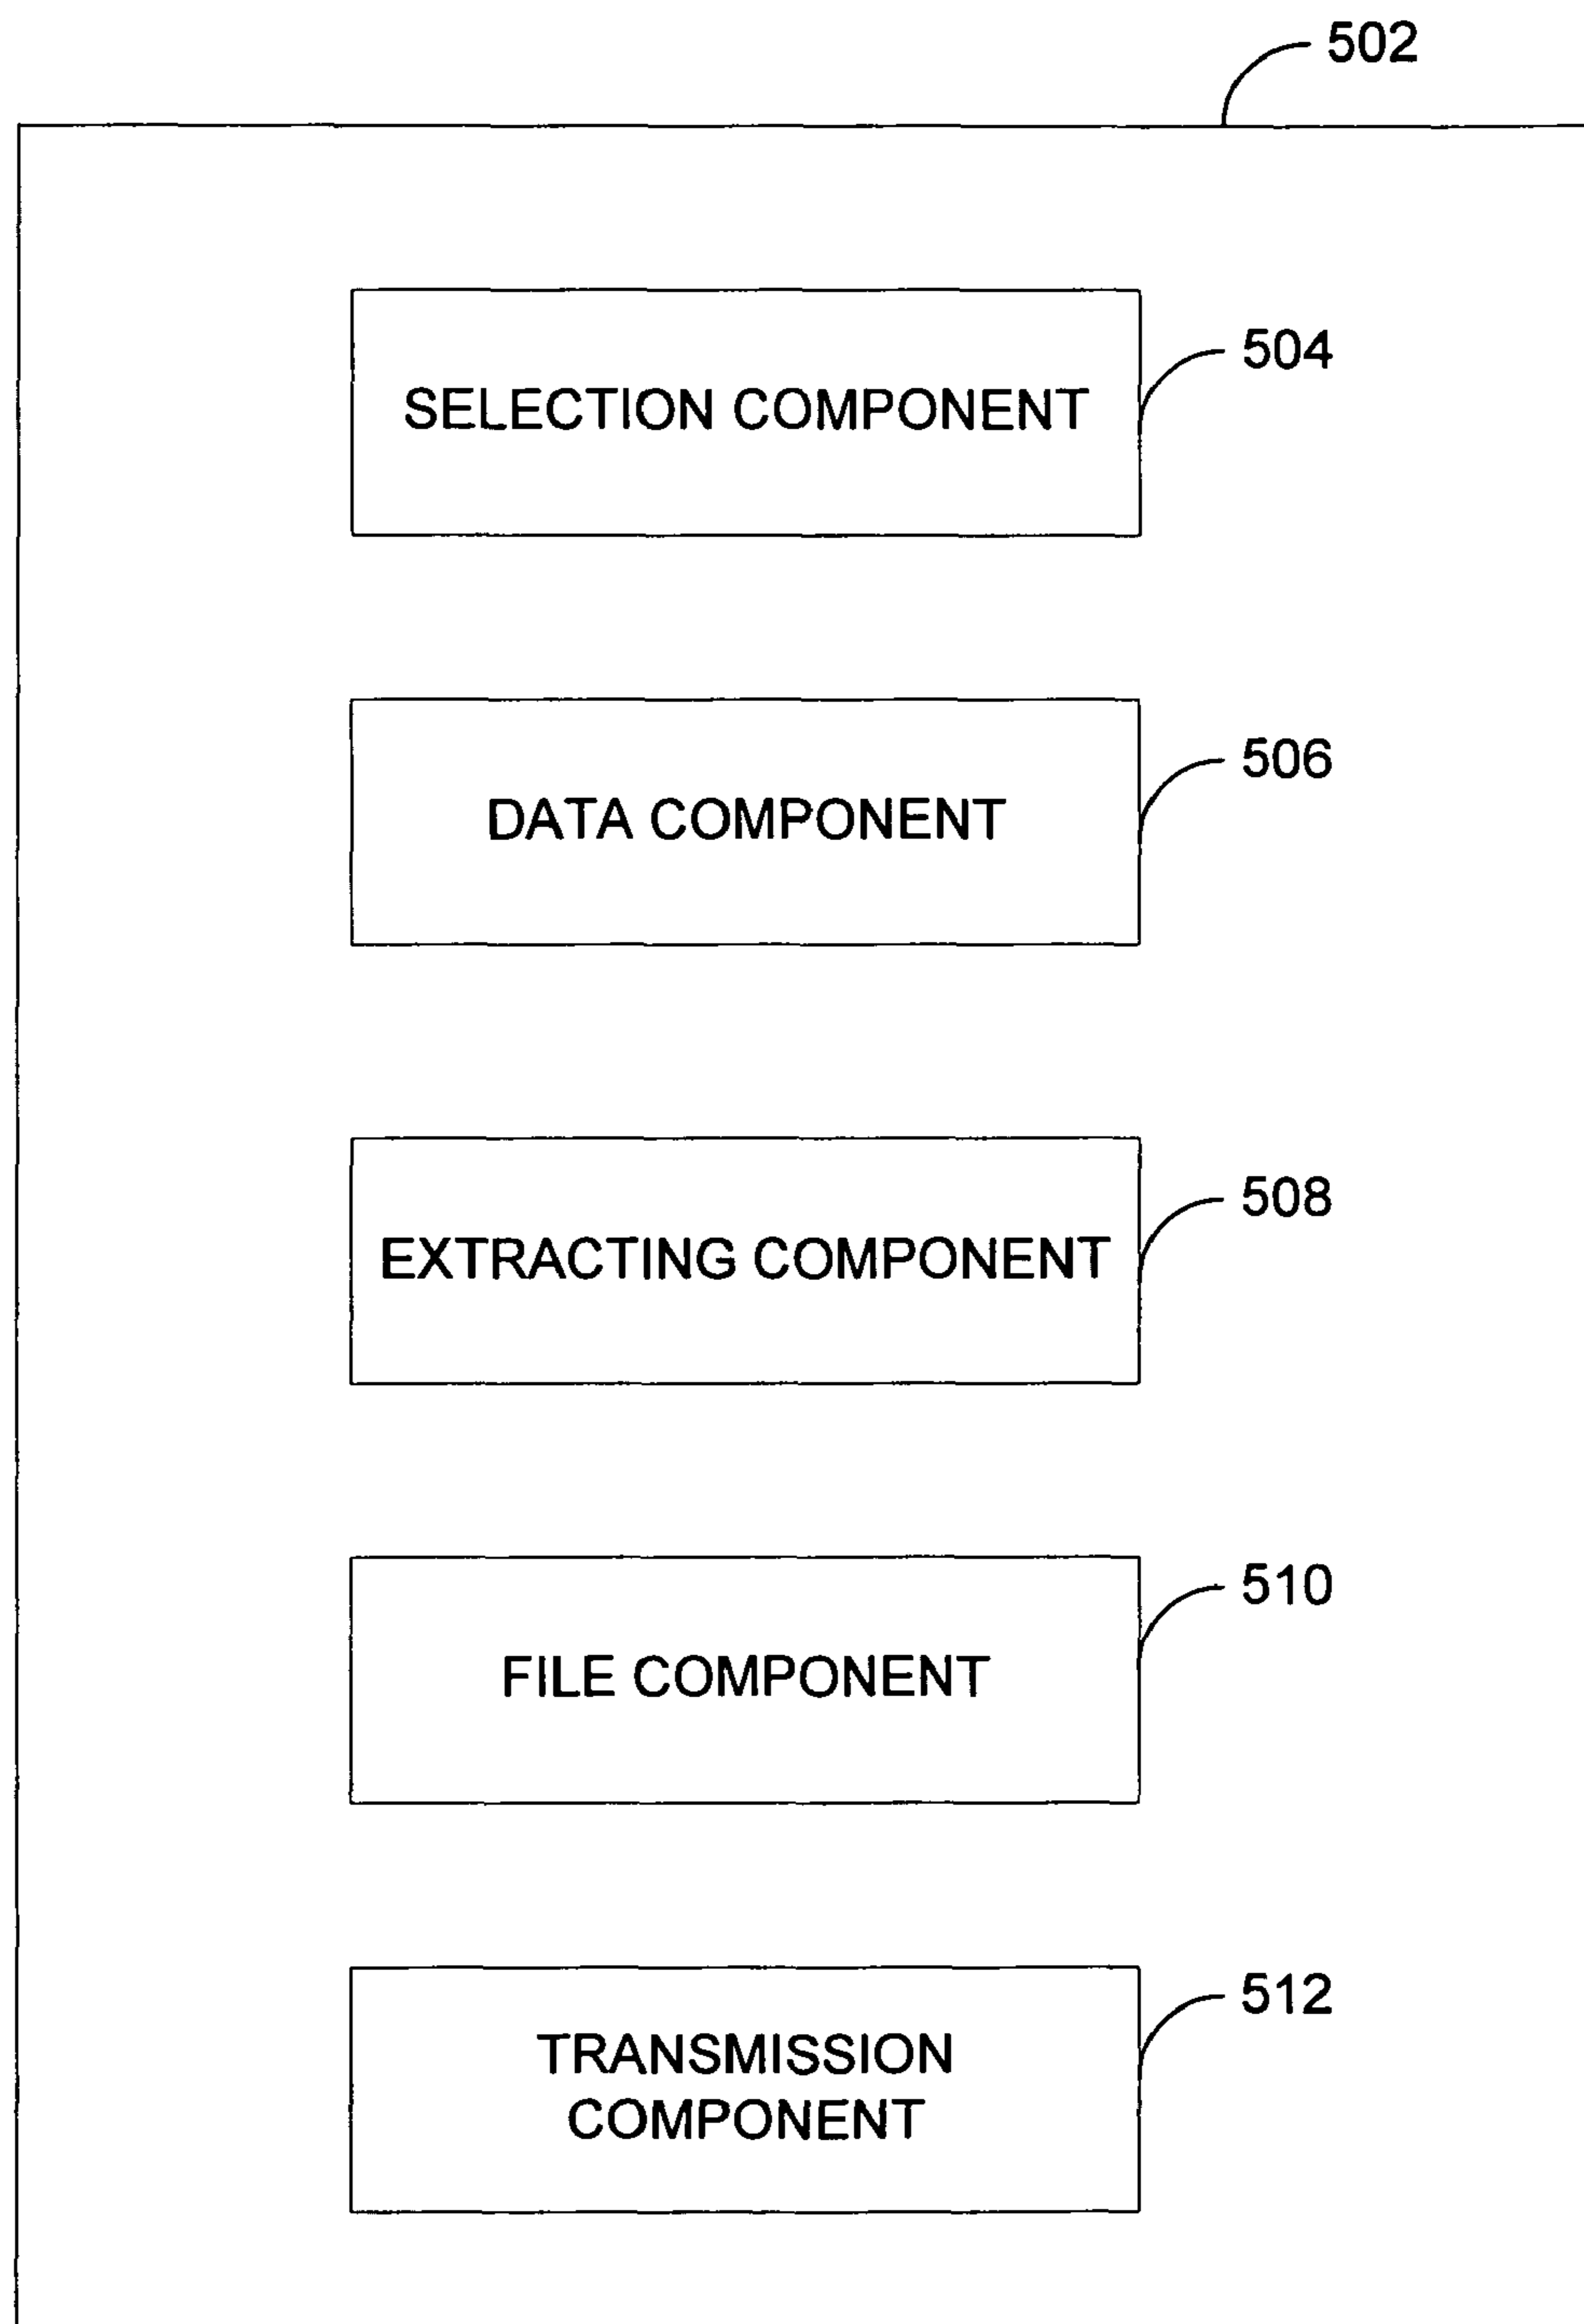 502
504
SELECTION COMPONENT
506
DATA COMPONENT
508
EXTRACTING COMPONENT
510
FILE COMPONENT
512
TRANSMISSION
COMPONENT